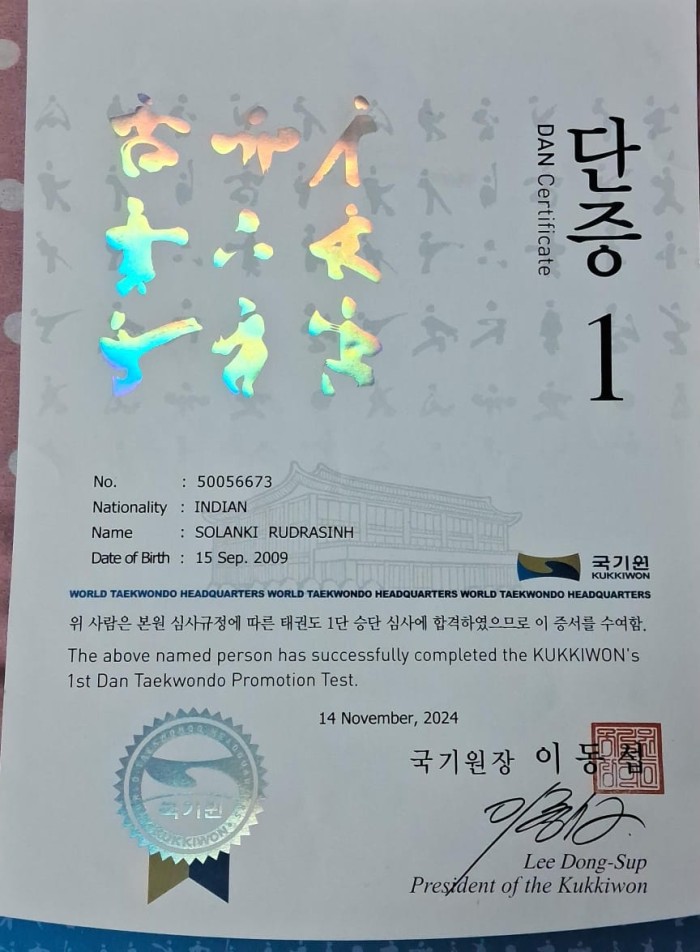 단증
DAN Certificate
1
No. : 50056673
Nationality : INDIAN
Name : SOLANKI RUDRASINH
Date of Birth : 15 Sep. 2009
국기원
KUKKIWON
WORLD TAEKWONDO HEADQUARTERS WORLD TAEKWONDO HEADQUARTERS WORLD TAEKWONDO HEADQUARTERS
위 사람은 본원 심사규정에 따른 태권도 1단 승단 심사에 합격하였으므로 이 증서를 수여함.
The above named person has successfully completed the KUKKIWON's
1st Dan Taekwondo Promotion Test.
14 November, 2024
국기원장 이동섭
Lee Dong-Sup
President of the Kukkiwon
국기원
KUKKIWON